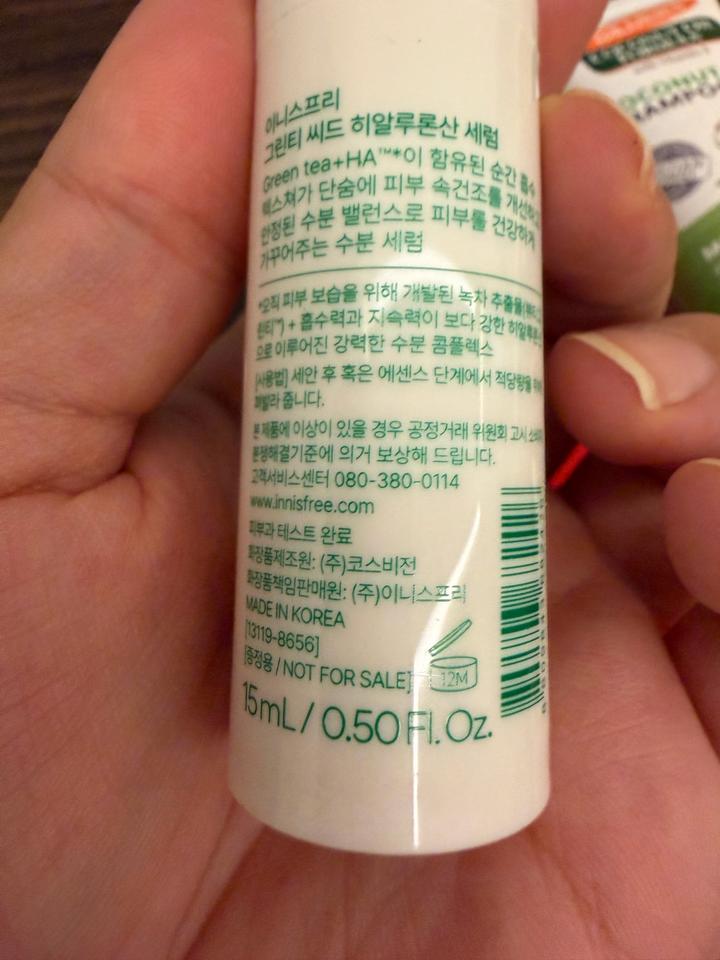 이니스프리
그린티 씨드 히알루론산 세럼
Green tea+HA™*이 함유된 순간 흡수
텍스쳐가 단숨에 피부 속건조를 개선하고
안정된 수분 밸런스로 피부를 건강하게
가꾸어주는 수분 세럼
*오직 피부 보습을 위해 개발된 녹차 추출물(뷰티그
린티™) + 흡수력과 지속력이 보다 강한 히알루론산
으로 이루어진 강력한 수분 콤플렉스
[사용법] 세안 후 혹은 에센스 단계에서 적당량을
펴발라 줍니다.
본 제품에 이상이 있을 경우 공정거래 위원회 고시
분쟁해결기준에 의거 보상해 드립니다.
고객서비스센터 080-380-0114
www.innisfree.com
피부과 테스트 완료
화장품제조원: (주)코스비전
화장품책임판매원: (주)이니스프리
MADE IN KOREA
[13119-8656]
[증정용 / NOT FOR SALE]
12M
15mL / 0.50 Fl. Oz.